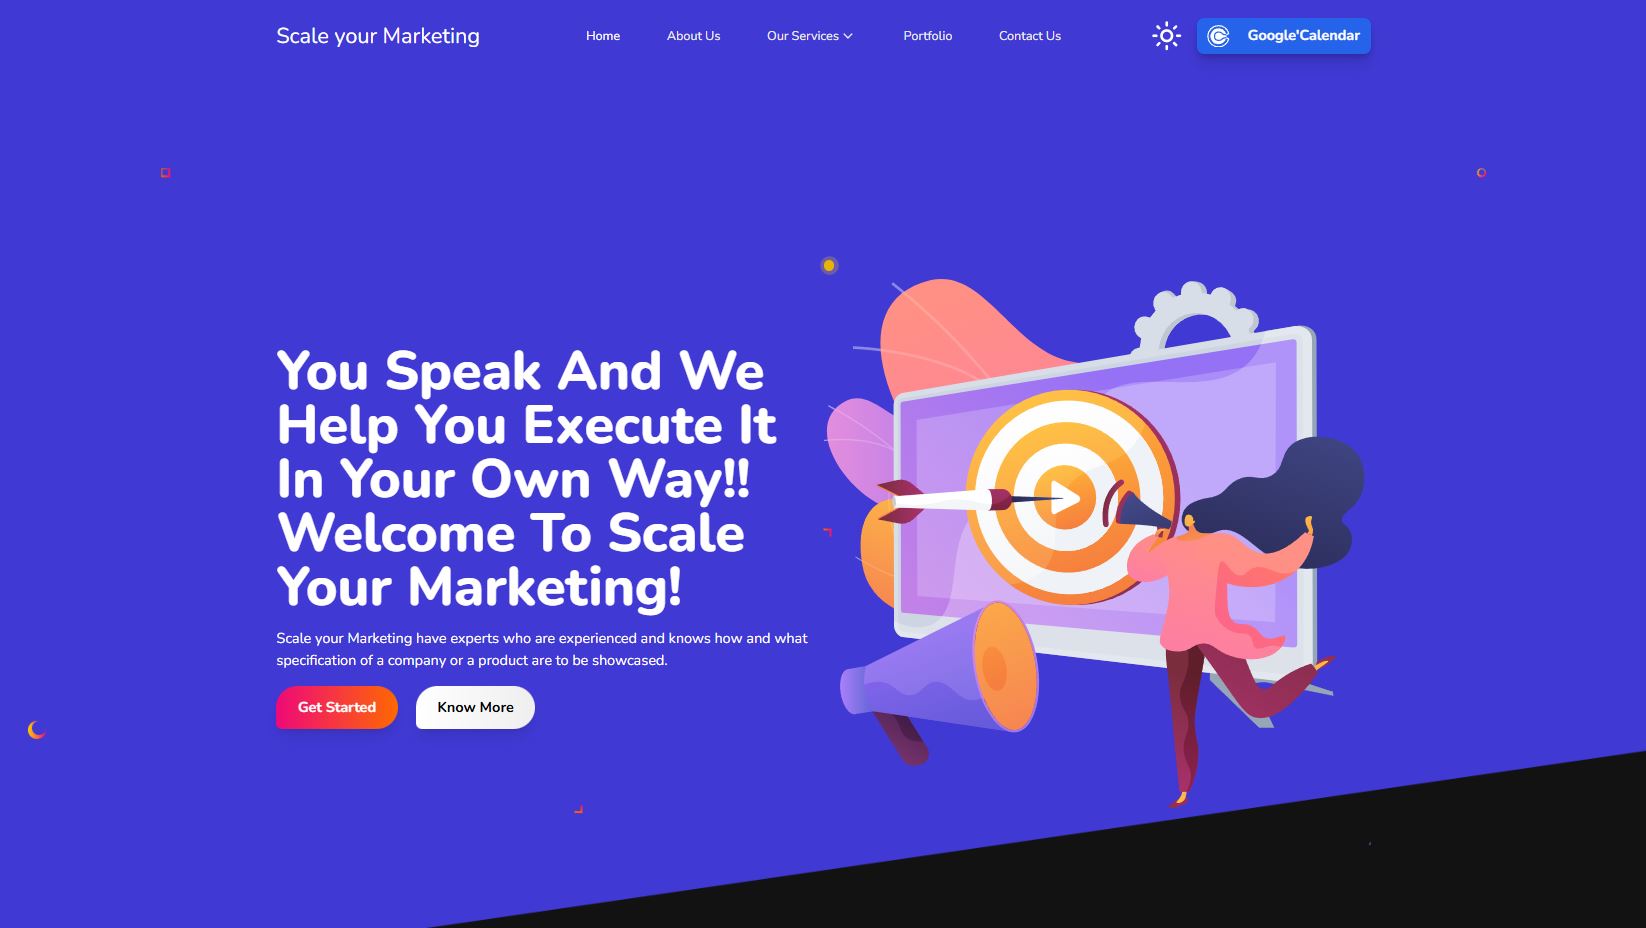 Scale your Marketing
Home
About Us
Our Services
Portfolio
Contact Us
Google'Calendar
You Speak And We
Help You Execute It
In Your Own Way!!
Welcome To Scale
Your Marketing!
Scale your Marketing have experts who are experienced and knows how and what
specification of a company or a product are to be showcased.
Get Started
Know More